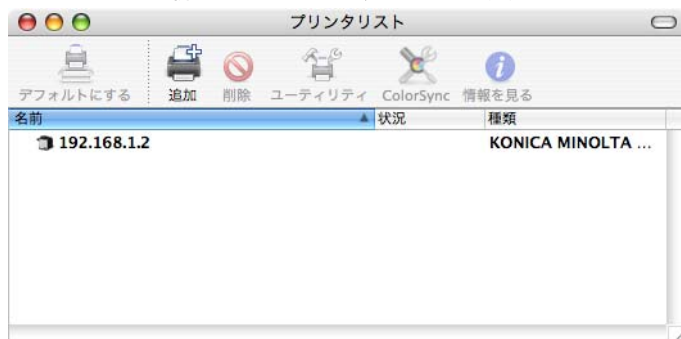 プリンタリスト
デフォルトにする 追加 削除 ユーティリティ ColorSync 情報を見る
名前 状況 種類
192.168.1.2 KONICA MINOLTA ...